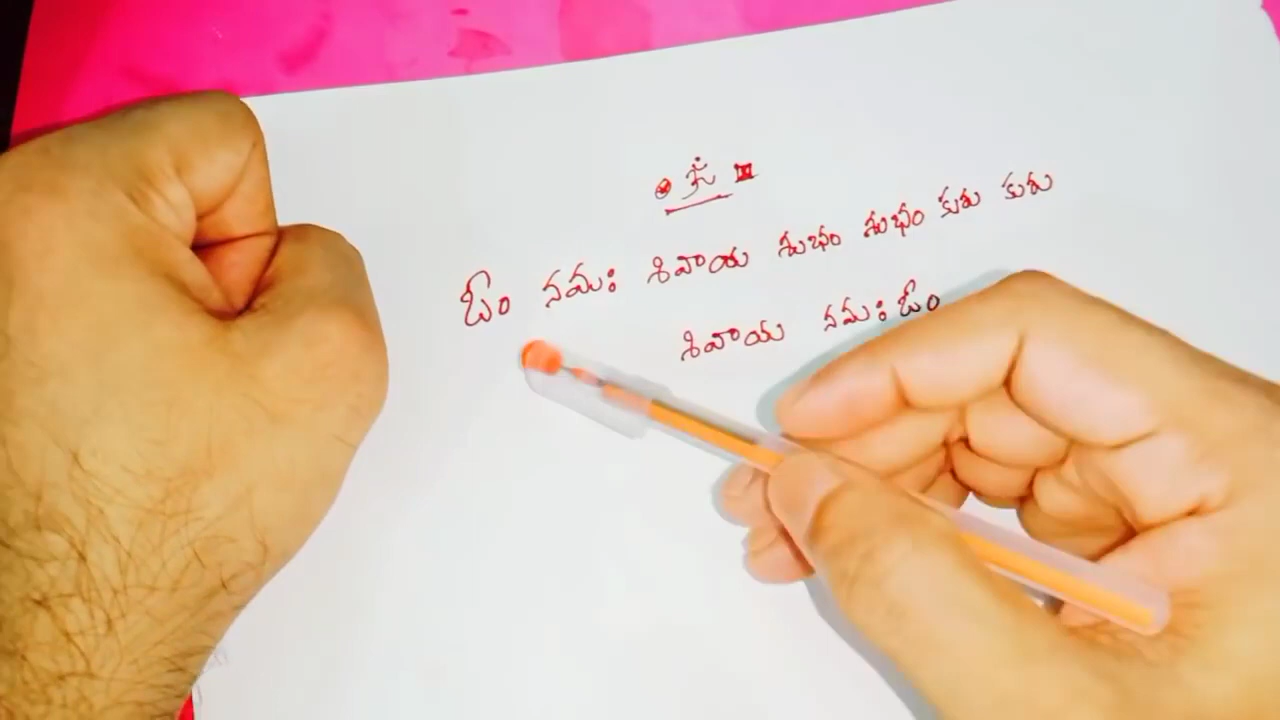 ఓం నమః శివాయ శుభం శుభం కురు కురు
శివాయ నమః ఓం